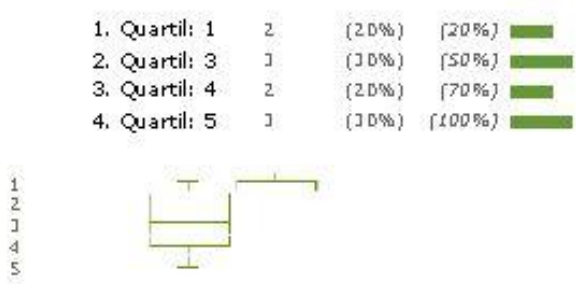 1. Quartil: 1 2 (20%) (20%)
2. Quartil: 3 3 (30%) (50%)
3. Quartil: 4 2 (20%) (70%)
4. Quartil: 5 3 (30%) (100%)
1
2
3
4
5